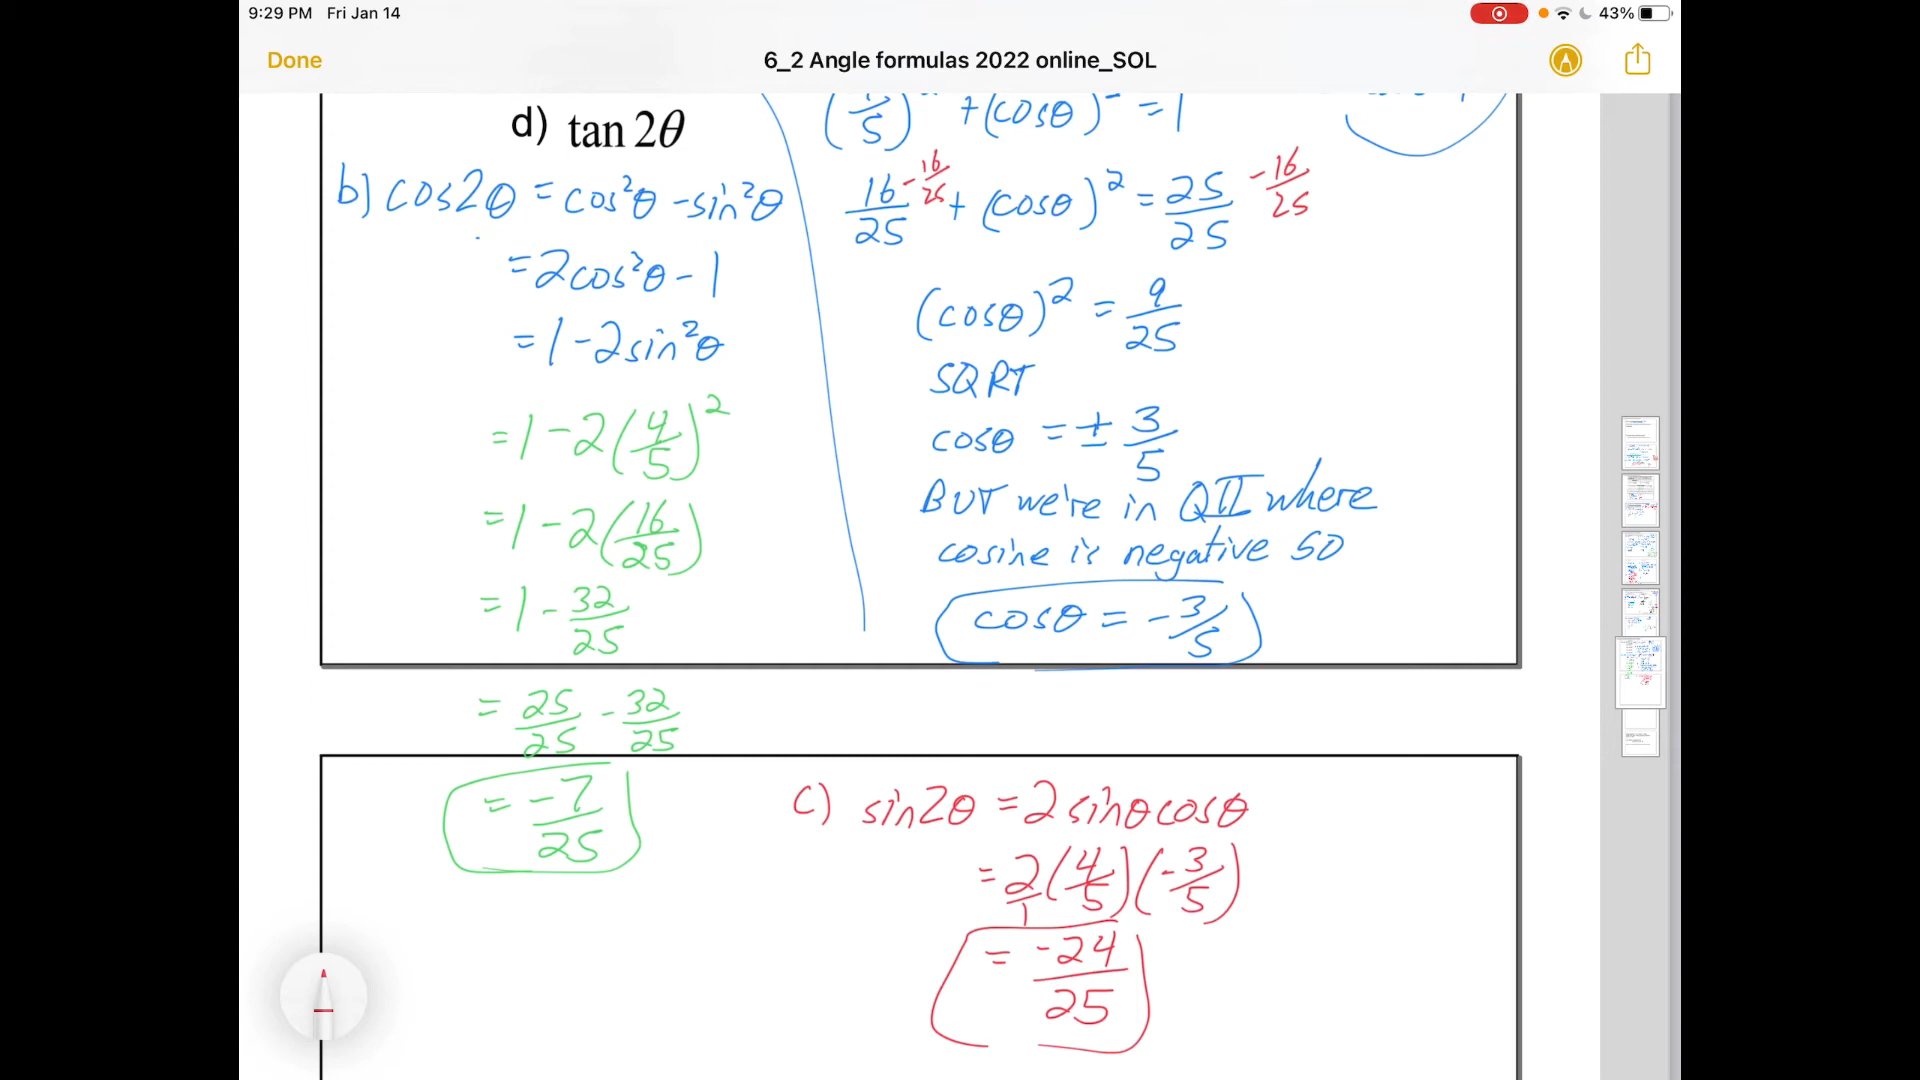 9:29 PM Fri Jan 14
43%
Done
6_2 Angle formulas 2022 online_SOL
d) tan 2θ
b) cos2θ = cos²θ - sin²θ
= 2cos²θ - 1
= 1 - 2sin²θ
= 1 - 2(4/5)²
= 1 - 2(16/25)
= 1 - 32/25
= 25/25 - 32/25
= -7/25
(4/5)² + (cosθ)² = 1
16/25 - 16/25 + (cosθ)² = 25/25 - 16/25
(cosθ)² = 9/25
SQRT
cosθ = ± 3/5
BUT we're in QII where
cosine is negative so
cosθ = -3/5
c) sin2θ = 2sinθcosθ
= 2/1 (4/5)(-3/5)
= -24/25